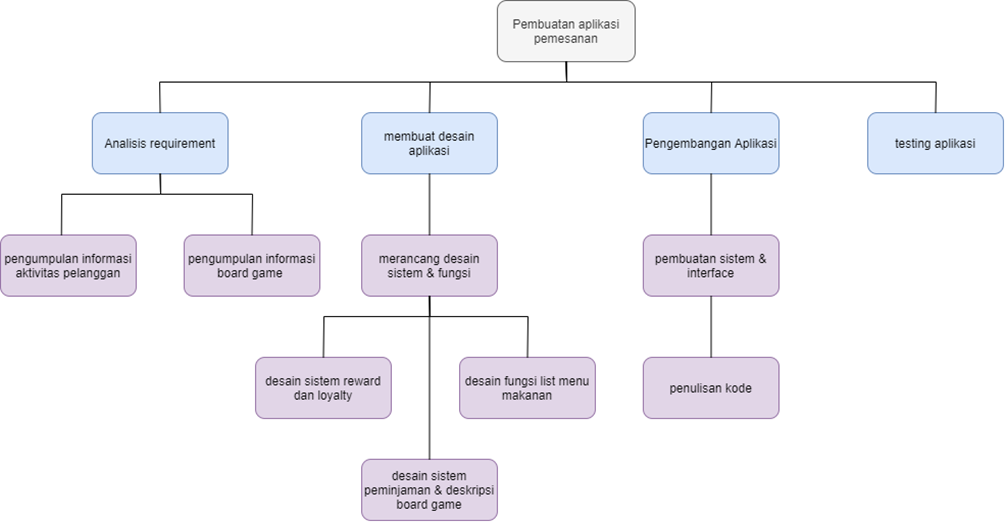 Pembuatan aplikasi
pemesanan
Analisis requirement
membuat desain
aplikasi
Pengembangan Aplikasi
testing aplikasi
pengumpulan informasi
aktivitas pelanggan
pengumpulan informasi
board game
merancang desain
sistem & fungsi
pembuatan sistem &
interface
desain sistem reward
dan loyalty
desain fungsi list menu
makanan
penulisan kode
desain sistem
peminjaman & deskripsi
board game